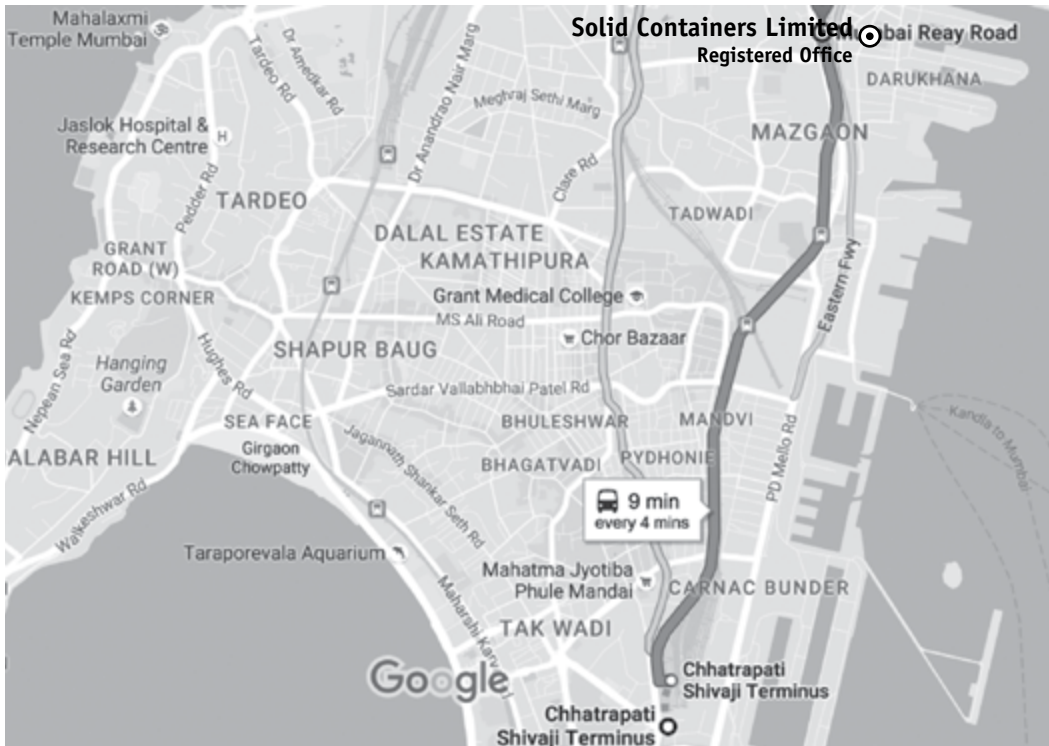 Mahalaxmi
Temple Mumbai
Tardeo Rd
Dr Amedkar Rd
Dr Anandrao Nair Marg
Solid Containers Limited
Registered Office
Reay Road
DARUKHANA
Meghraj Sethi Marg
Jaslok Hospital &
Research Centre
H
MAZGAON
Pedder Rd
Clare Rd
TARDEO
TADWADI
DALAL ESTATE
KAMATHIPURA
GRANT
ROAD (W)
Eastern Fwy
KEMPS CORNER
Grant Medical College
MS Ali Road
Chor Bazaar
Nepean Sea Rd
Hughes Rd
SHAPUR BAUG
Hanging
Garden
Sardar Vallabhbhai Patel Rd
SEA FACE
BHULESHWAR
MANDVI
Kandla to Mumbai
Girgaon
Chowpatty
Jagannath Shankar Seth Rd
ALABAR HILL
BHAGATVADI
PYDHONIE
PD Mello Rd
9 min
every 4 mins
Walkeshwar Rd
Taraporevala Aquarium
Mahatma Jyotiba
Phule Mandai
CARNAC BUNDER
Maharshi Karv
TAK WADI
Google
Chhatrapati
Shivaji Terminus
Chhatrapati
Shivaji Terminus